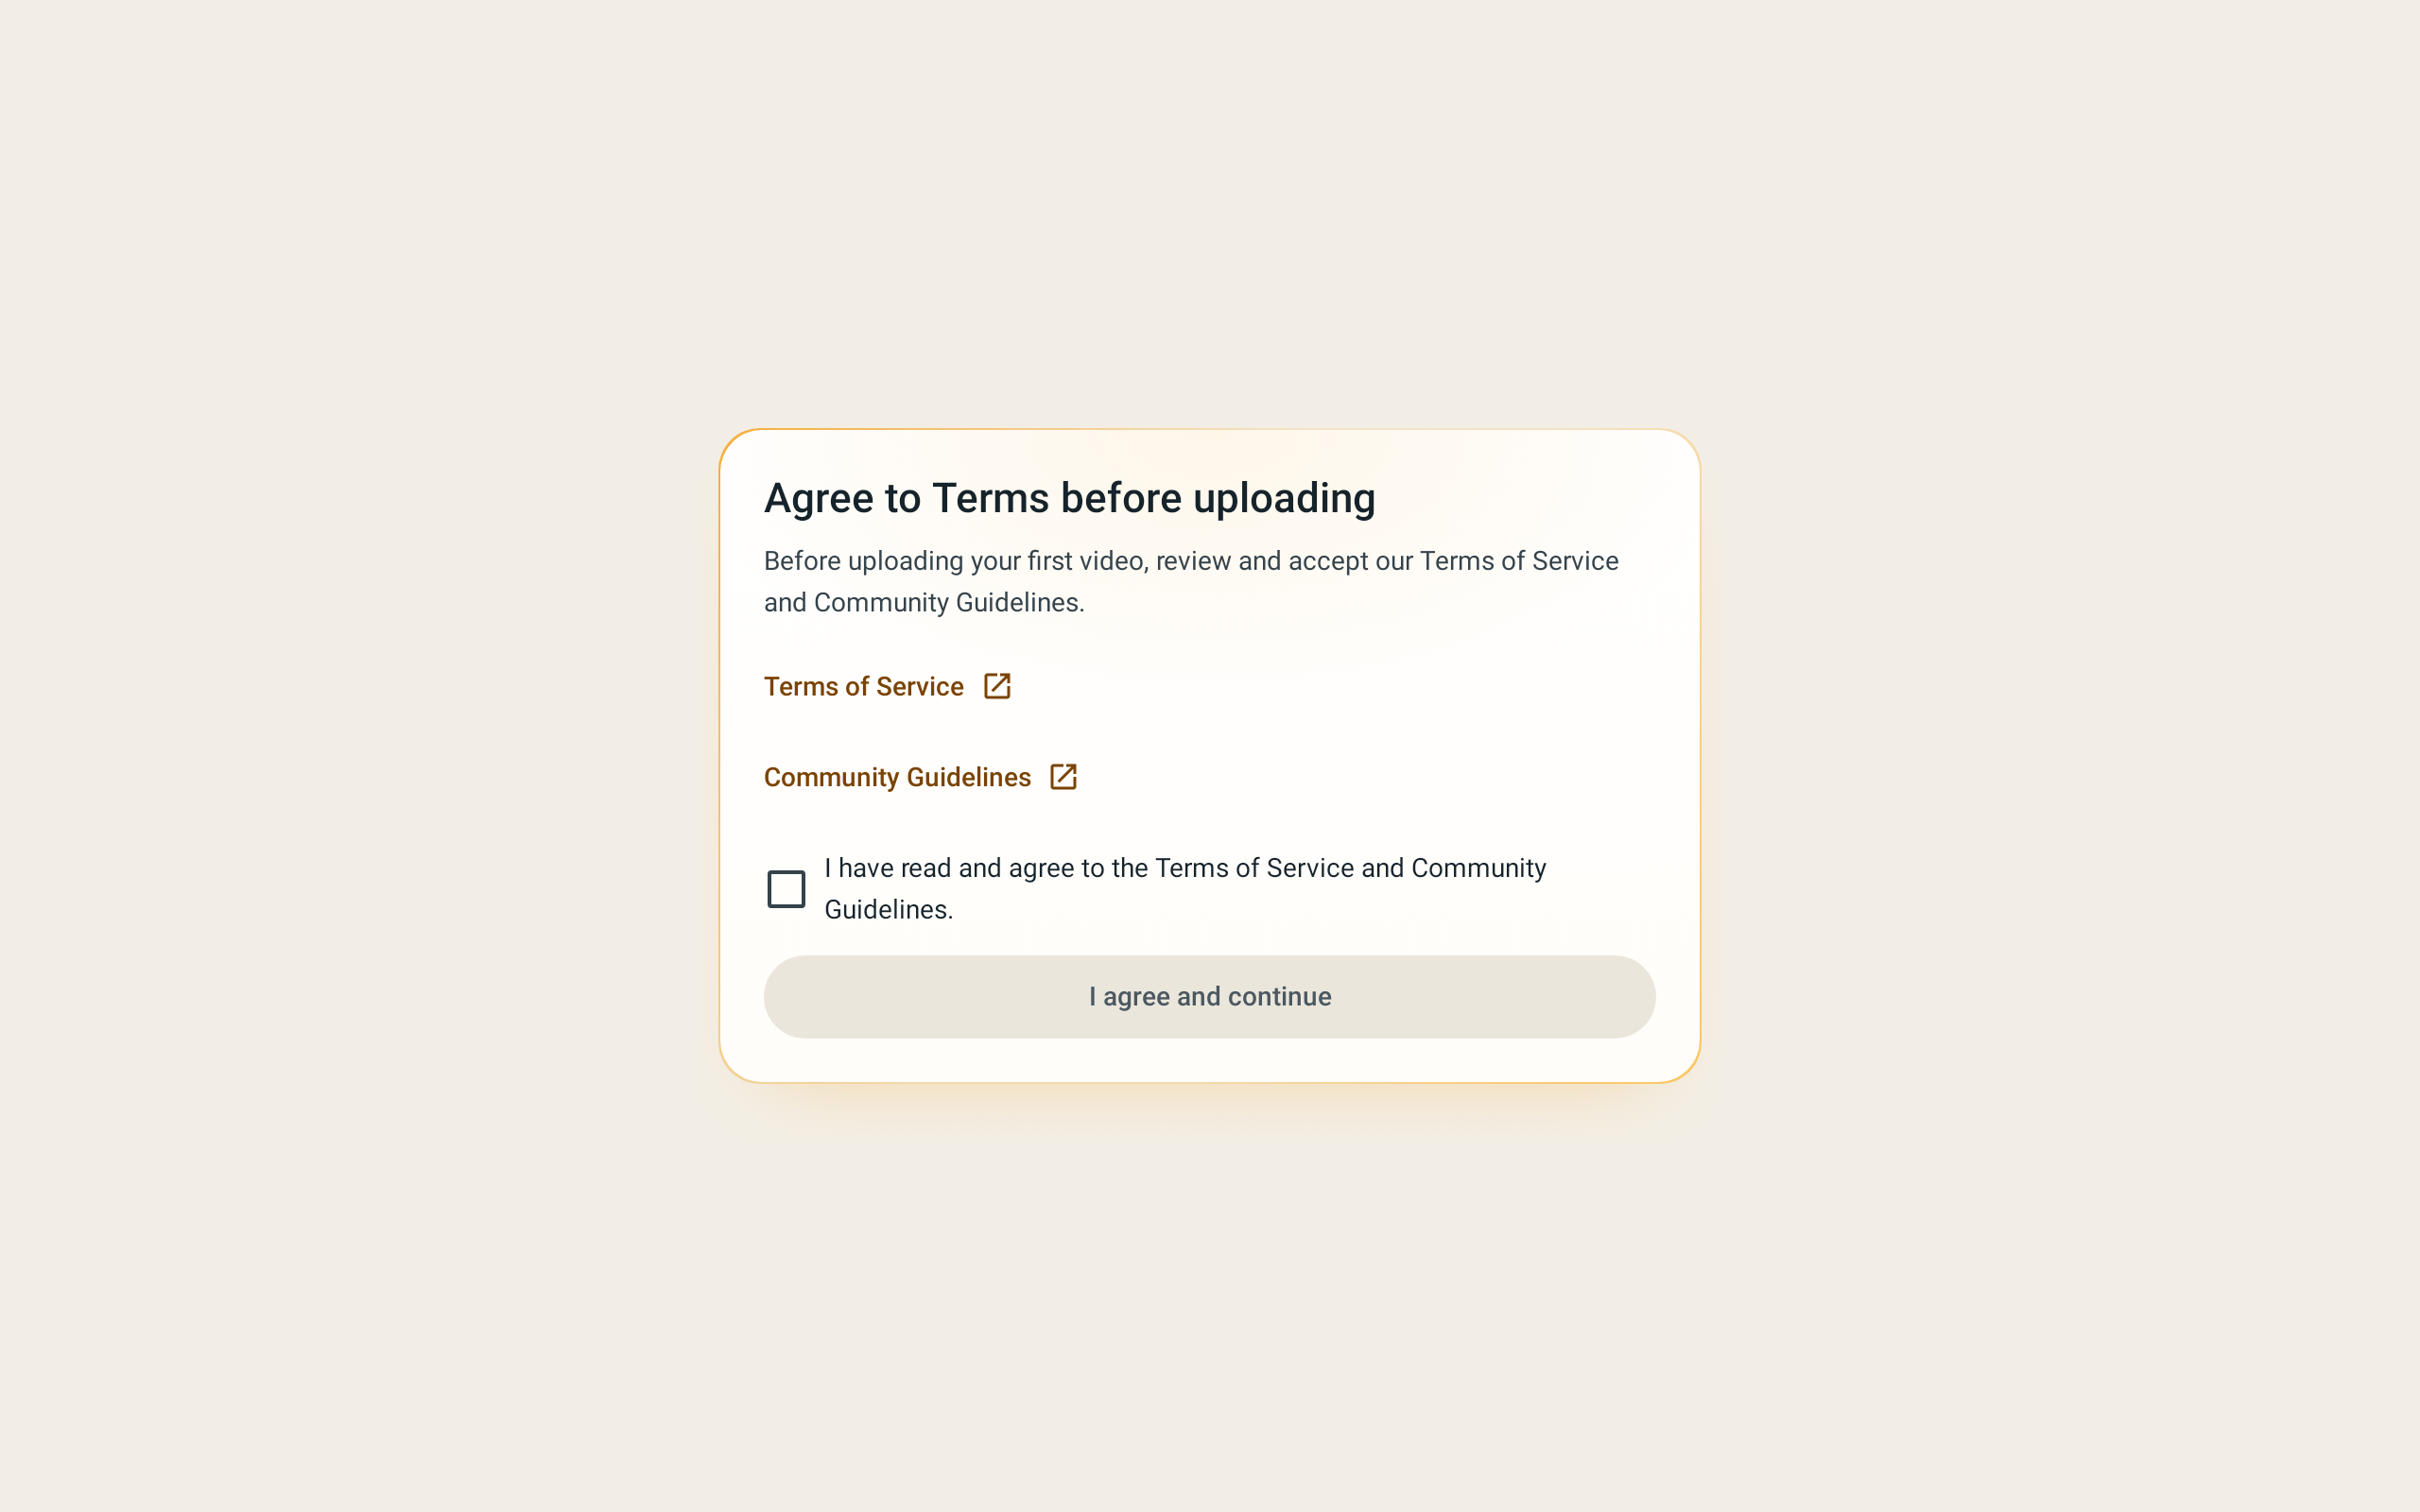 Agree to Terms before uploading
Before uploading your first video, review and accept our Terms of Service
and Community Guidelines.
Terms of Service
Community Guidelines
I have read and agree to the Terms of Service and Community
Guidelines.
I agree and continue